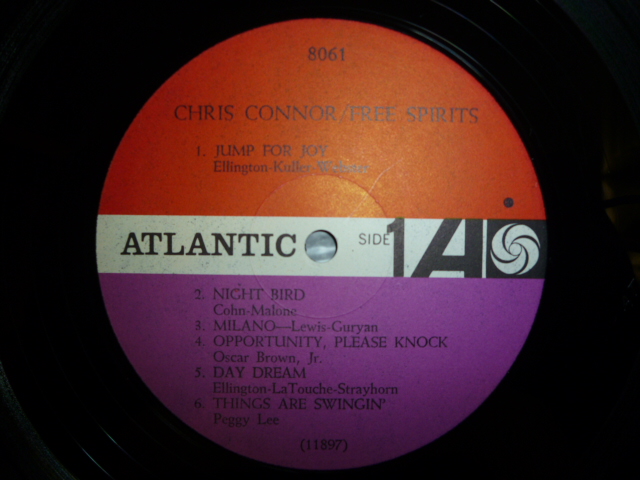 8061
CHRIS CONNOR/FREE SPIRITS
1. JUMP FOR JOY
Ellington-Kuller-Webster
ATLANTIC SIDE 1 A
2. NIGHT BIRD
Cohn-Malone
3. MILANO—Lewis-Guryan
4. OPPORTUNITY, PLEASE KNOCK
Oscar Brown, Jr.
5. DAY DREAM
Ellington-LaTouche-Strayhorn
6. THINGS ARE SWINGIN'
Peggy Lee
(11897)